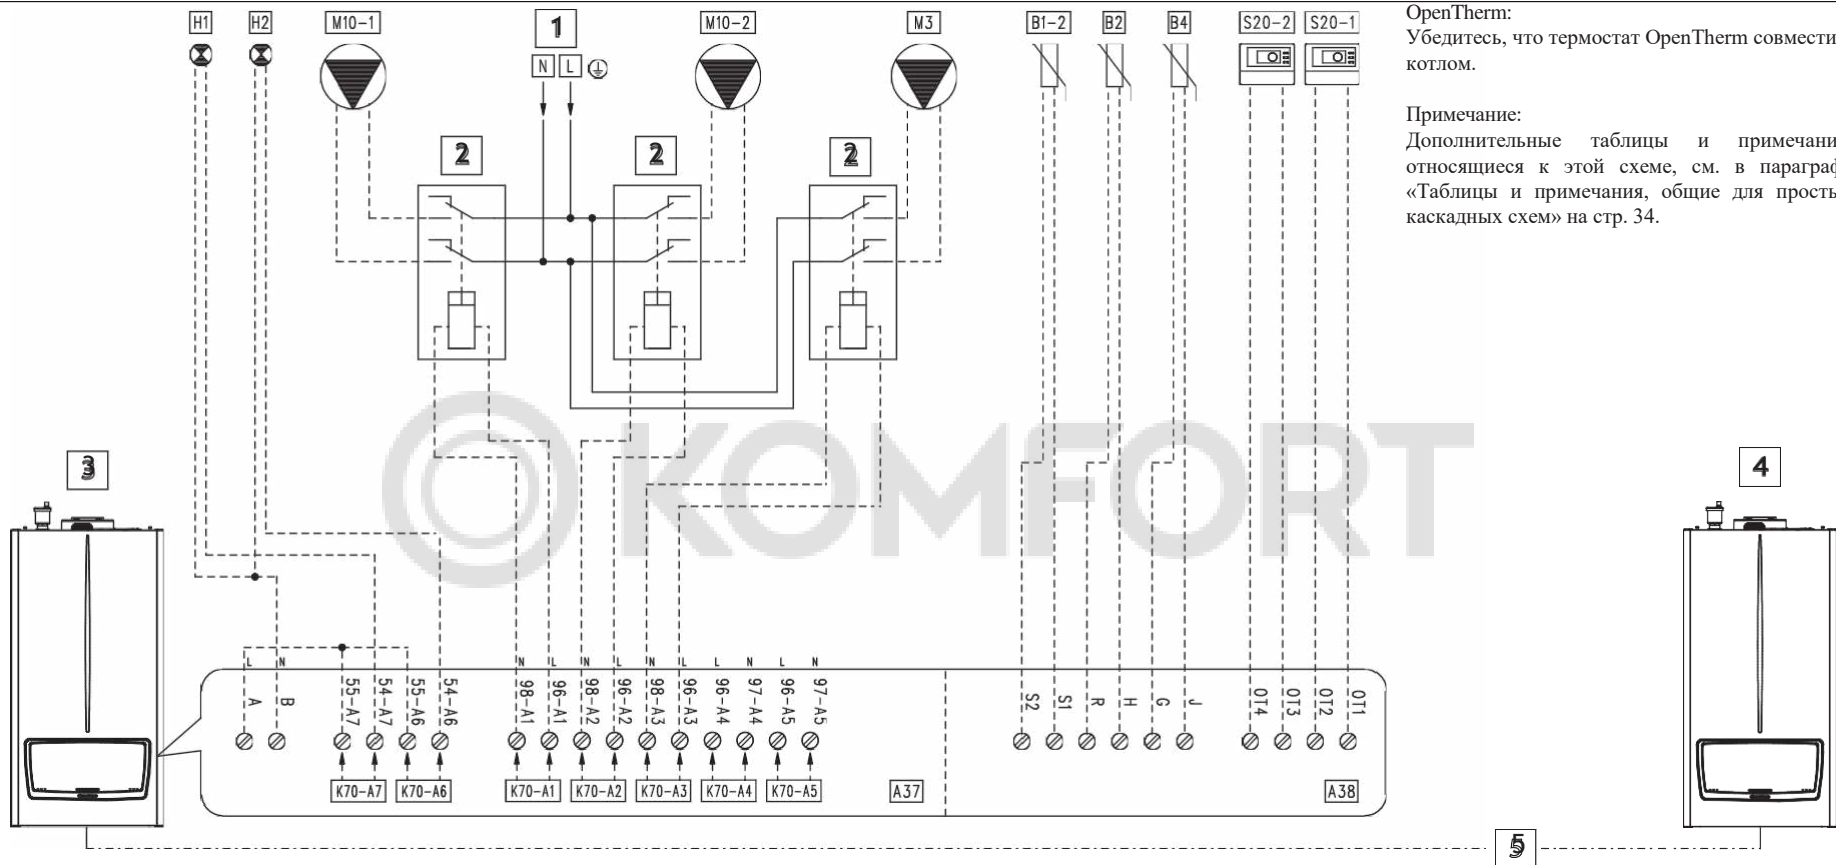 H1 H2 M10-1 1 M10-2 M3 B1-2 B2 B4 S20-2 S20-1
N L
2 2 2
OpenTherm:
Убедитесь, что термостат OpenTherm совмести
котлом.
Примечание:
Дополнительные таблицы и примечани
относящиеся к этой схеме, см. в параграф
«Таблицы и примечания, общие для просты
каскадных схем» на стр. 34.
KOMFORT
3 4
L N N L N L N L L N L N
A B 55-A7 54-A7 55-A6 54-A6 98-A1 96-A1 98-A2 96-A2 98-A3 96-A3 96-A4 97-A4 96-A5 97-A5 S2 S1 R H G J OT4 OT3 OT2 OT1
K70-A7 K70-A6 K70-A1 K70-A2 K70-A3 K70-A4 K70-A5 A37 A38
5